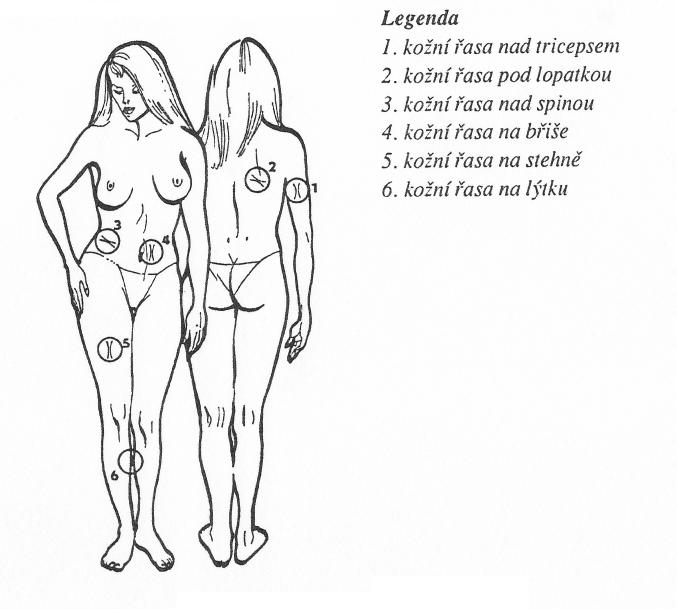 Legenda
1. kožní řasa nad tricepsem
2. kožní řasa pod lopatkou
3. kožní řasa nad spinou
4. kožní řasa na břiše
5. kožní řasa na stehně
6. kožní řasa na lýtku
2
1
3
4
5
6